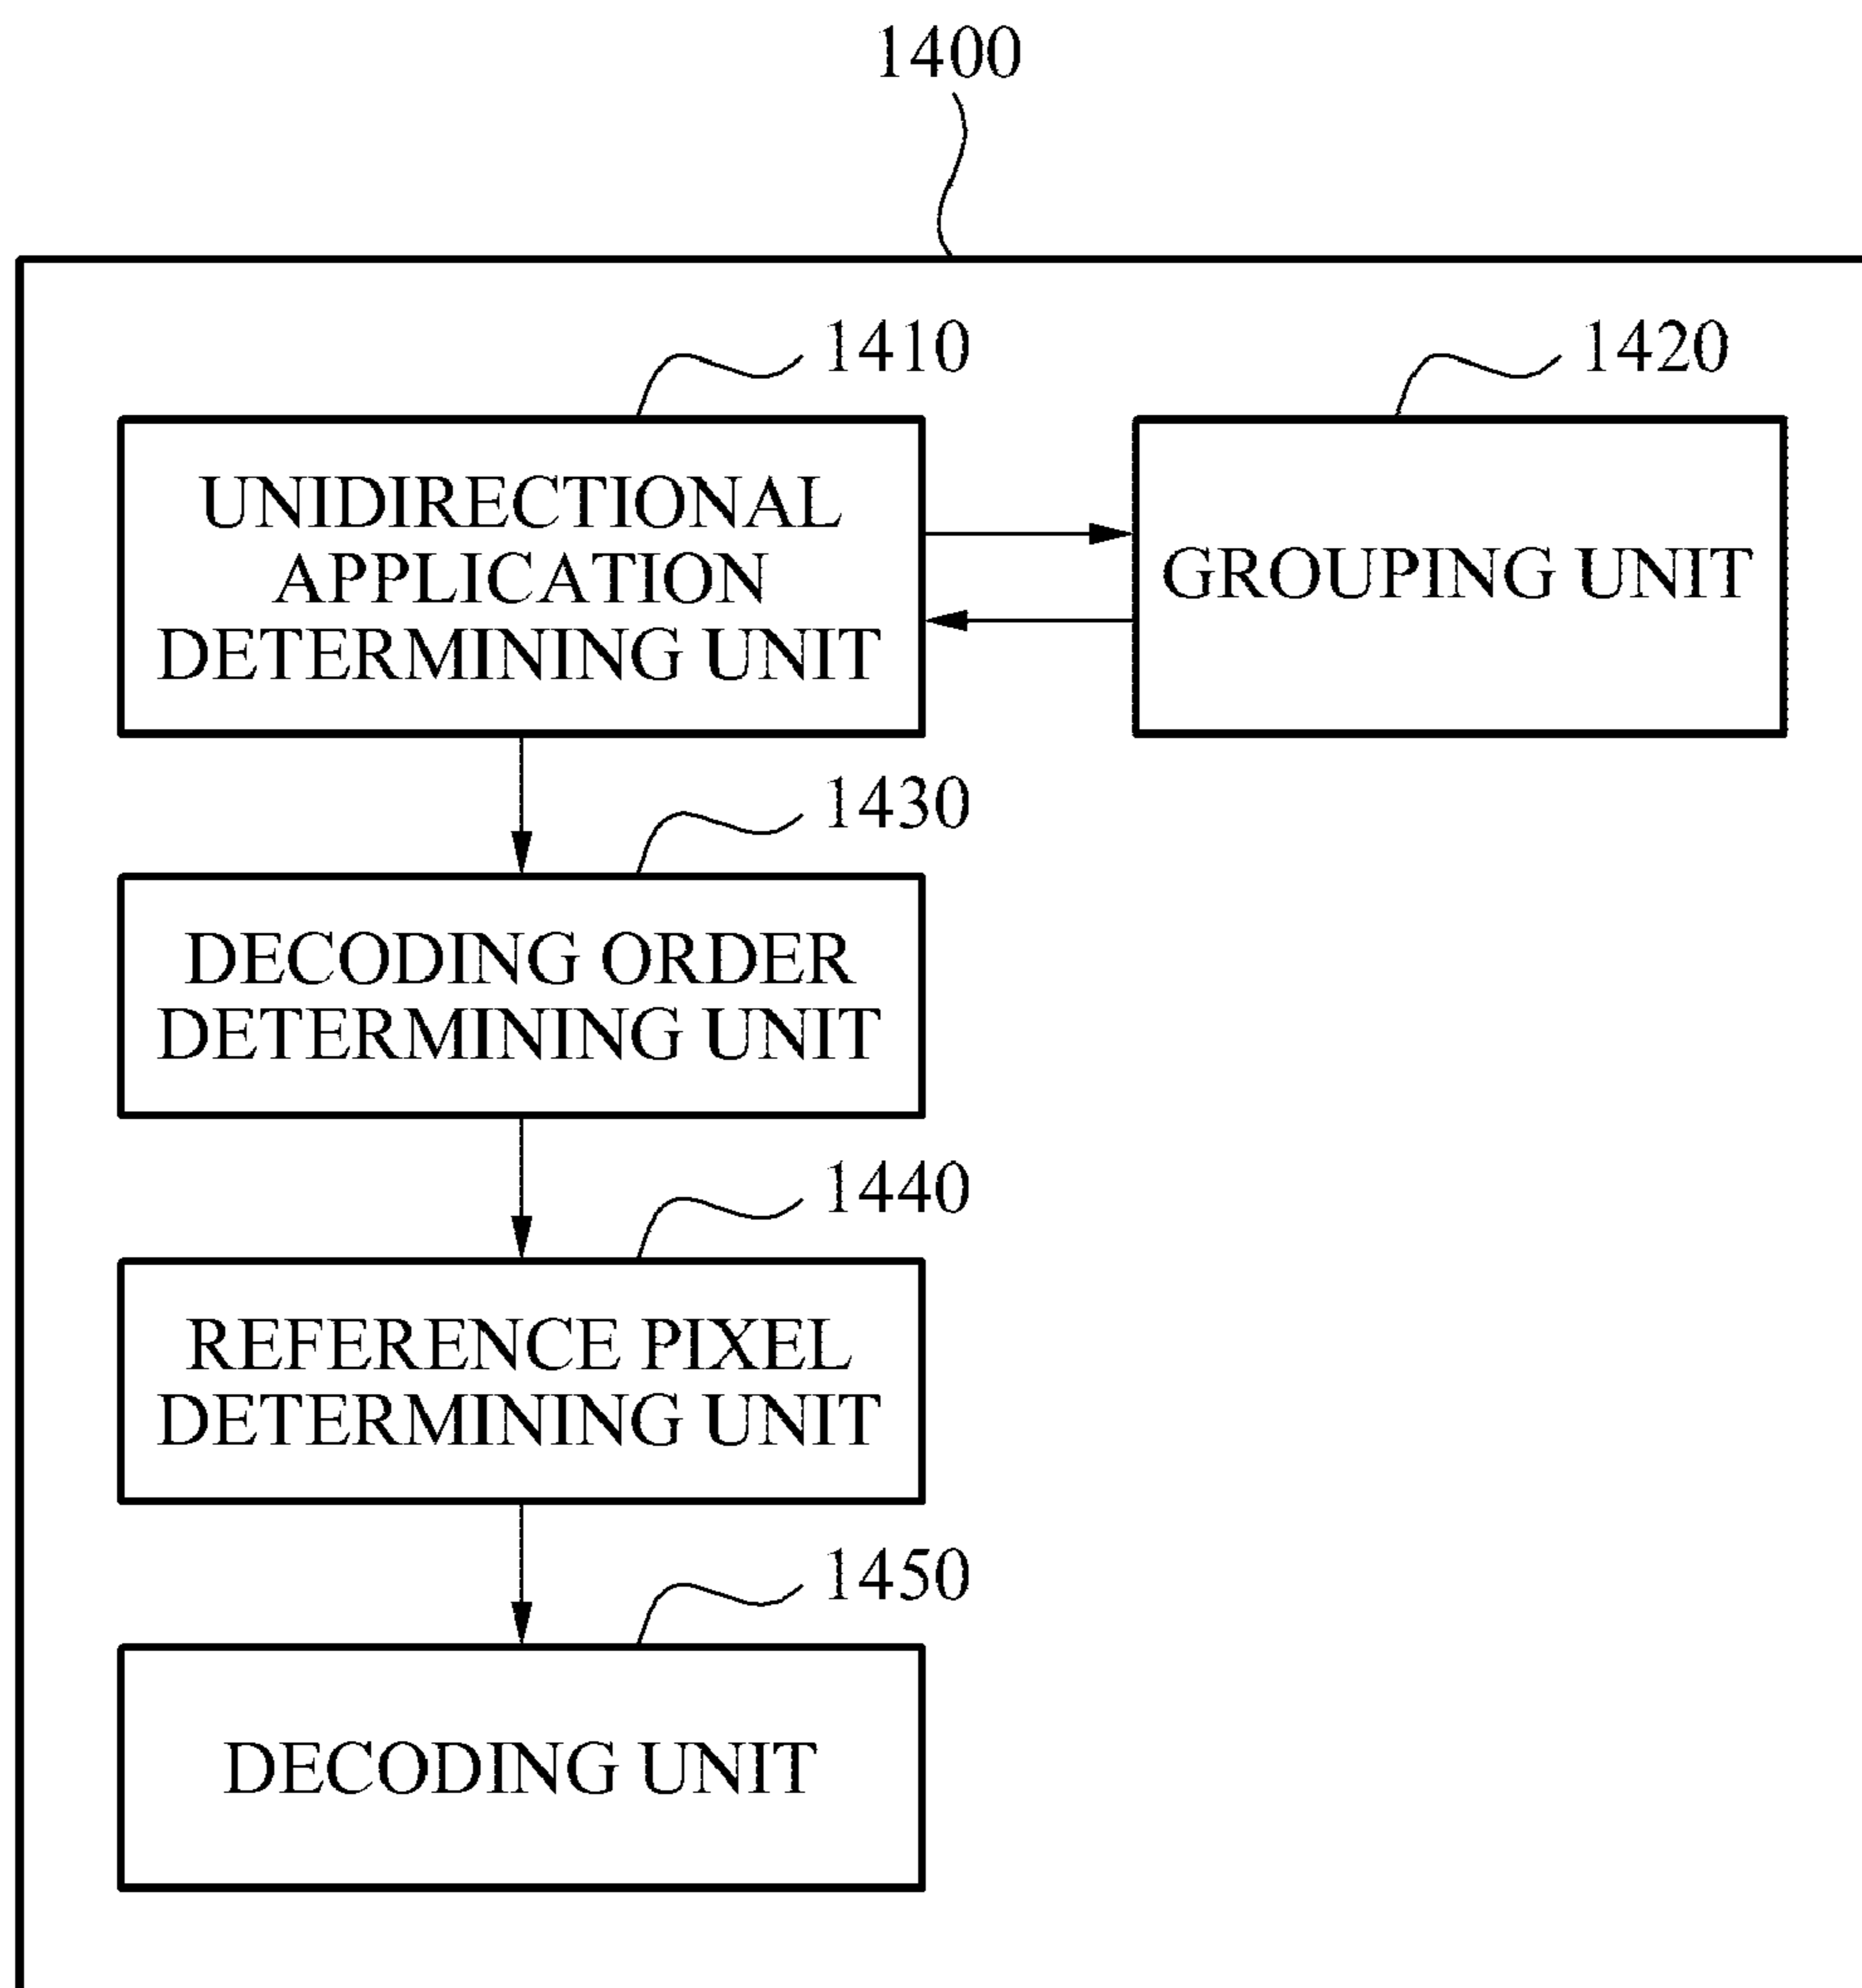 1400
1410
1420
UNIDIRECTIONAL
APPLICATION
DETERMINING UNIT
GROUPING UNIT
1430
DECODING ORDER
DETERMINING UNIT
1440
REFERENCE PIXEL
DETERMINING UNIT
1450
DECODING UNIT